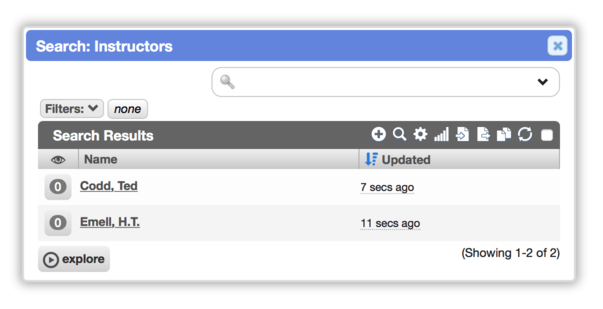 Search: Instructors
Filters: none
Search Results
Name Updated
0 Codd, Ted 7 secs ago
0 Emell, H.T. 11 secs ago
explore (Showing 1-2 of 2)